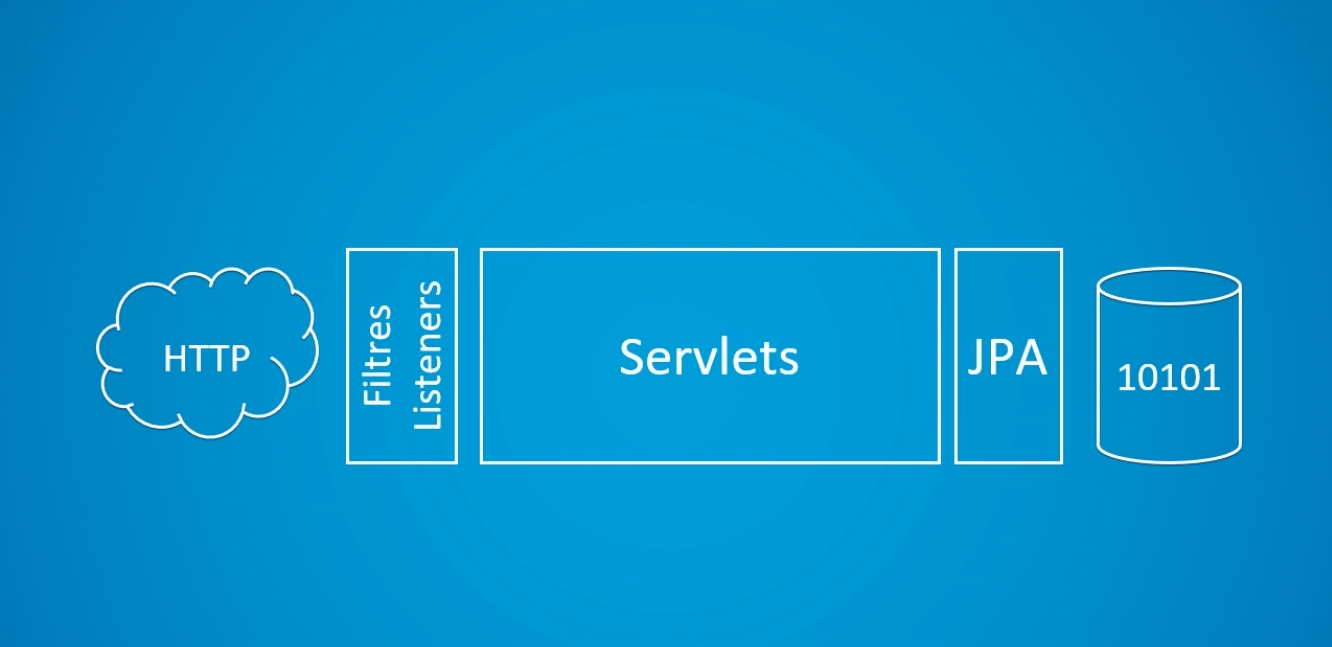 HTTP
Filtres
Listeners
Servlets
JPA
10101